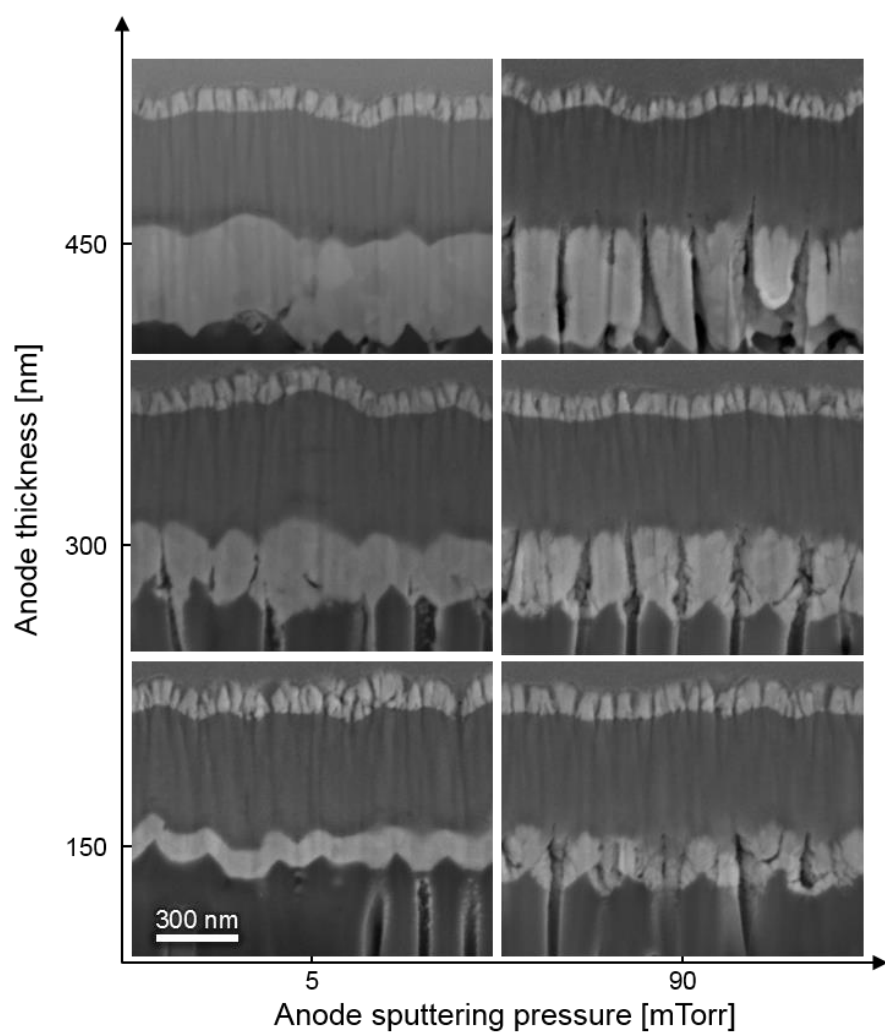 Anode thickness [nm]
450
300
150
300 nm
5
90
Anode sputtering pressure [mTorr]